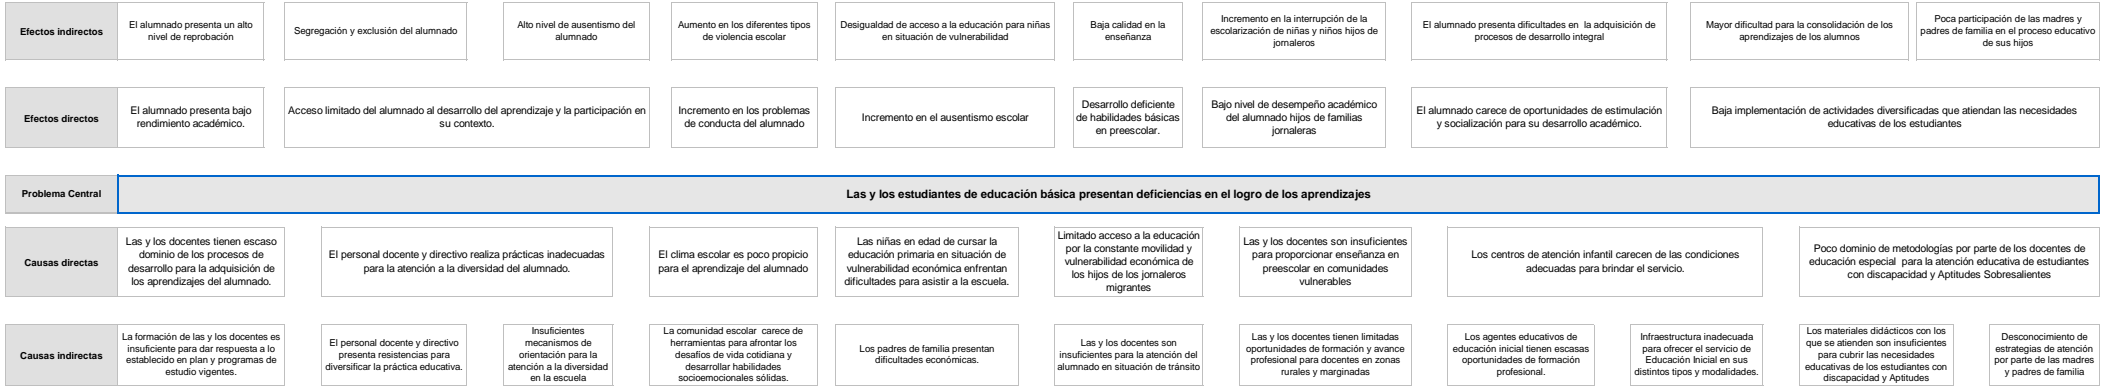 Efectos indirectos
El alumnado presenta un alto
nivel de reprobación
Segregación y exclusión del alumnado
Alto nivel de ausentismo del
alumnado
Aumento en los diferentes tipos
de violencia escolar
Desigualdad de acceso a la educación para niñas
en situación de vulnerabilidad
Baja calidad en la
enseñanza
Incremento en la interrupción de la
escolarización de niñas y niños hijos de
jornaleros
El alumnado presenta dificultades en la adquisición de
procesos de desarrollo integral
Mayor dificultad para la consolidación de los
aprendizajes de los alumnos
Poca participación de las madres y
padres de familia en el proceso educativo
de sus hijos
Efectos directos
El alumnado presenta bajo
rendimiento académico.
Acceso limitado del alumnado al desarrollo del aprendizaje y la participación en
su contexto.
Incremento en los problemas
de conducta del alumnado
Incremento en el ausentismo escolar
Desarrollo deficiente
de habilidades básicas
en preescolar.
Bajo nivel de desempeño académico
del alumnado hijos de familias
jornaleras
El alumnado carece de oportunidades de estimulación
y socialización para su desarrollo académico.
Baja implementación de actividades diversificadas que atiendan las necesidades
educativas de los estudiantes
Problema Central
Las y los estudiantes de educación básica presentan deficiencias en el logro de los aprendizajes
Causas directas
Las y los docentes tienen escaso
dominio de los procesos de
desarrollo para la adquisición de
los aprendizajes del alumnado.
El personal docente y directivo realiza prácticas inadecuadas
para la atención a la diversidad del alumnado.
El clima escolar es poco propicio
para el aprendizaje del alumnado
Las niñas en edad de cursar la
educación primaria en situación de
vulnerabilidad económica enfrentan
dificultades para asistir a la escuela.
Limitado acceso a la educación
por la constante movilidad y
vulnerabilidad económica de
los hijos de los jornaleros
migrantes
Las y los docentes son insuficientes
para proporcionar enseñanza en
preescolar en comunidades
vulnerables
Los centros de atención infantil carecen de las condiciones
adecuadas para brindar el servicio.
Poco dominio de metodologías por parte de los docentes de
educación especial para la atención educativa de estudiantes
con discapacidad y Aptitudes Sobresalientes
Causas indirectas
La formación de las y los docentes es
insuficiente para dar respuesta a lo
establecido en plan y programas de
estudio vigentes.
El personal docente y directivo
presenta resistencias para
diversificar la práctica educativa.
Insuficientes
mecanismos de
orientación para la
atención a la diversidad
en la escuela
La comunidad escolar carece de
herramientas para afrontar los
desafíos de vida cotidiana y
desarrollar habilidades
socioemocionales sólidas.
Los padres de familia presentan
dificultades económicas.
Las y los docentes son
insuficientes para la atención del
alumnado en situación de tránsito
Las y los docentes tienen limitadas
oportunidades de formación y avance
profesional para docentes en zonas
rurales y marginadas
Los agentes educativos de
educación inicial tienen escasas
oportunidades de formación
profesional.
Infraestructura inadecuada
para ofrecer el servicio de
Educación Inicial en sus
distintos tipos y modalidades.
Los materiales didácticos con los
que se atienden son insuficientes
para cubrir las necesidades
educativas de los estudiantes con
discapacidad y Aptitudes
Desconocimiento de
estrategias de atención
por parte de las madres
y padres de familia